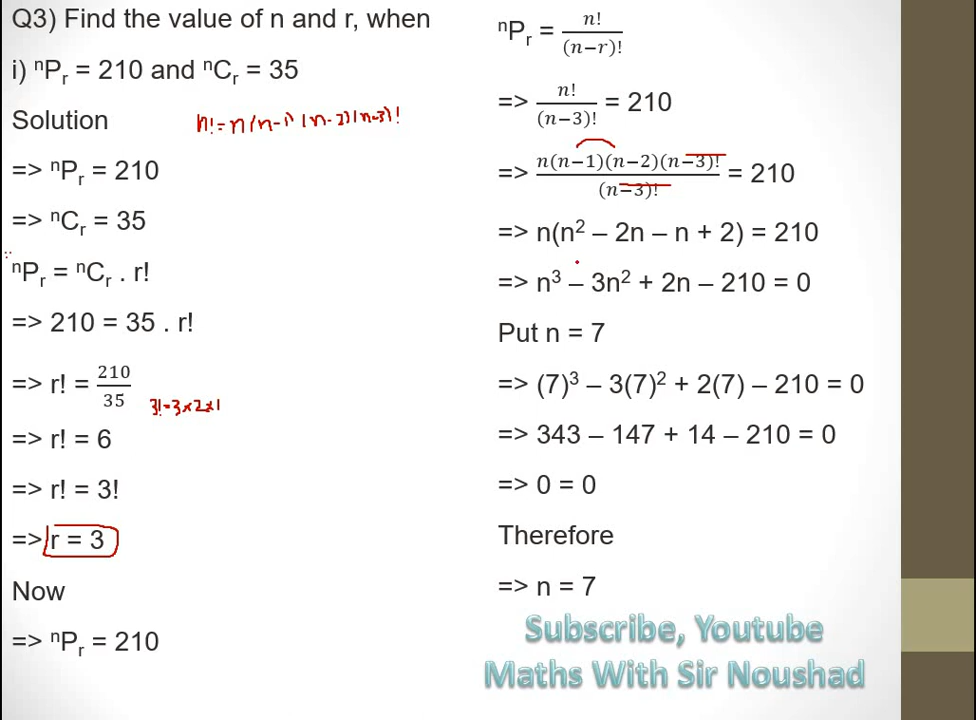 Q3) Find the value of n and r, when
i) ⁿPᵣ = 210 and ⁿCᵣ = 35
Solution
n! = n(n-1)(n-2)(n-3)!
=> ⁿPᵣ = 210
=> ⁿCᵣ = 35
∵
ⁿPᵣ = ⁿCᵣ . r!
=> 210 = 35 . r!
=> r! = 210/35
3! = 3×2×1
=> r! = 6
=> r! = 3!
=> r = 3
Now
=> ⁿPᵣ = 210
ⁿPᵣ = n!/(n−r)!
=> n!/(n−3)! = 210
=> n(n−1)(n−2)(n−3)!/(n−3)! = 210
=> n(n² – 2n – n + 2) = 210
=> n³ – 3n² + 2n – 210 = 0
Put n = 7
=> (7)³ – 3(7)² + 2(7) – 210 = 0
=> 343 – 147 + 14 – 210 = 0
=> 0 = 0
Therefore
=> n = 7
Subscribe, Youtube
Maths With Sir Noushad